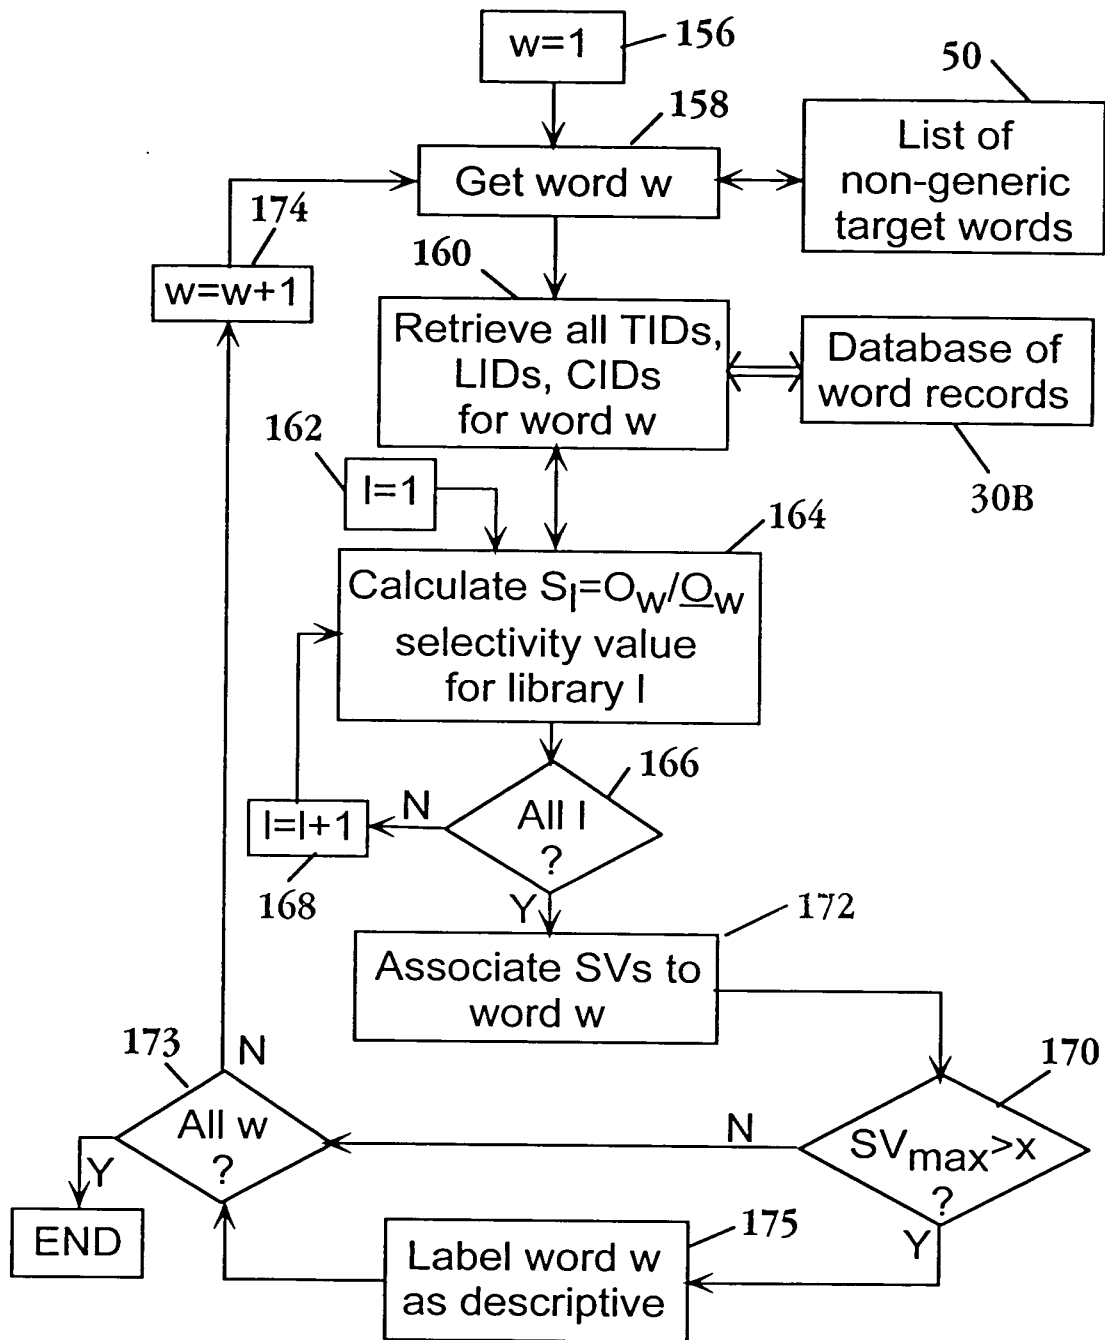 w=1
156
50
158
List of
non-generic
target words
Get word w
174
160
w=w+1
Retrieve all TIDs,
LIDs, CIDs
for word w
Database of
word records
162
l=1
30B
164
Calculate Sl=Ow/Ow
selectivity value
for library l
166
All l
?
N
l=l+1
168
Y
172
Associate SVs to
word w
173
N
170
All w
?
N
SVmax>x
?
Y
Y
END
175
Label word w
as descriptive